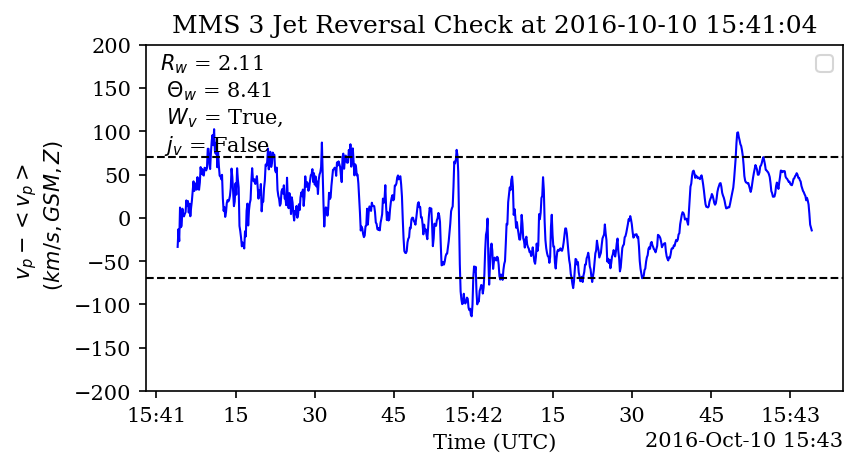 MMS 3 Jet Reversal Check at 2016-10-10 15:41:04
200
150
100
50
0
−50
−100
−150
−200
v_p − < v_p >
(km/s, GSM, Z)
R_w = 2.11
Θ_w = 8.41
W_v = True,
j_v = False
15:41 15 30 45 15:42 15 30 45 15:43
Time (UTC)
2016-Oct-10 15:43